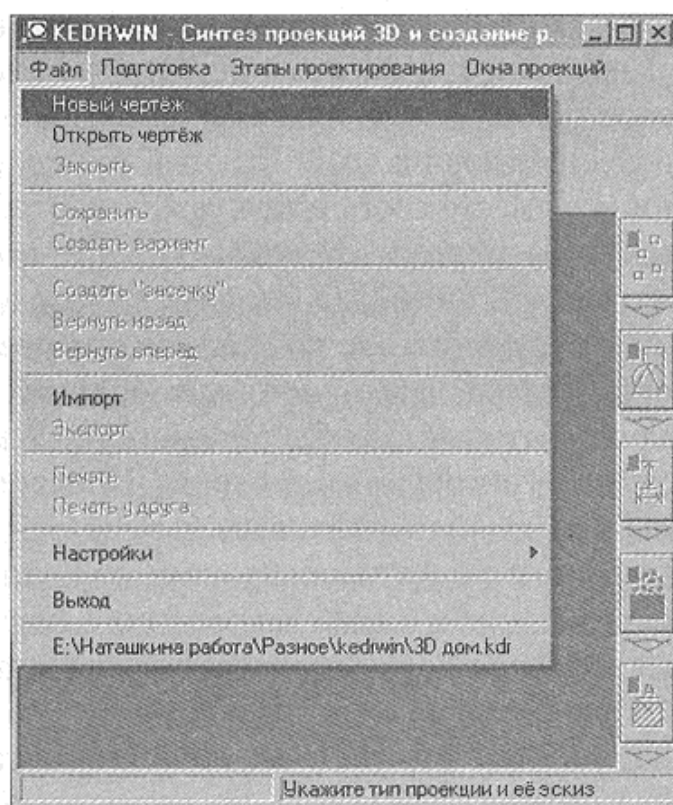 KEDRWIN - Синтез проекций 3D и создание р...
Файл Подготовка Этапы проектирования Окна проекций
Новый чертёж
Открыть чертёж
Закрыть
Сохранить
Создать вариант
Создать "засечку"
Вернуть назад
Вернуть вперёд
Импорт
Экспорт
Печать
Печать у друга
Настройки
Выход
E:\Наташкина работа\Разное\kedrwin\3D дом.kdr
Укажите тип проекции и её эскиз